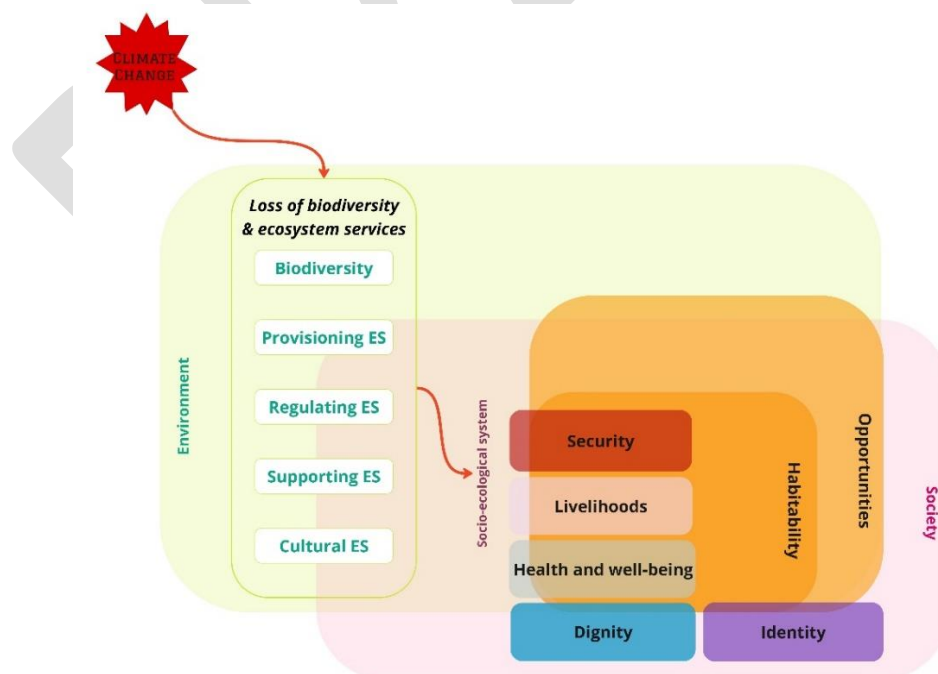 CLIMATE
CHANGE
Loss of biodiversity
& ecosystem services
Biodiversity
Provisioning ES
Regulating ES
Supporting ES
Cultural ES
Environment
Socio-ecological system
Security
Livelihoods
Health and well-being
Dignity
Identity
Habitability
Opportunities
Society